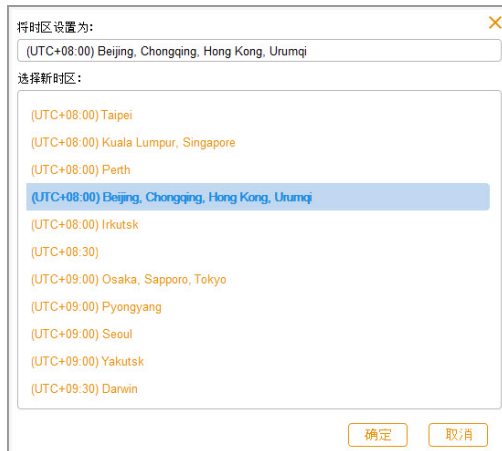 将时区设置为:
(UTC+08:00) Beijing, Chongqing, Hong Kong, Urumqi
选择新时区:
(UTC+08:00) Taipei
(UTC+08:00) Kuala Lumpur, Singapore
(UTC+08:00) Perth
(UTC+08:00) Beijing, Chongqing, Hong Kong, Urumqi
(UTC+08:00) Irkutsk
(UTC+08:30)
(UTC+09:00) Osaka, Sapporo, Tokyo
(UTC+09:00) Pyongyang
(UTC+09:00) Seoul
(UTC+09:00) Yakutsk
(UTC+09:30) Darwin
确定 取消